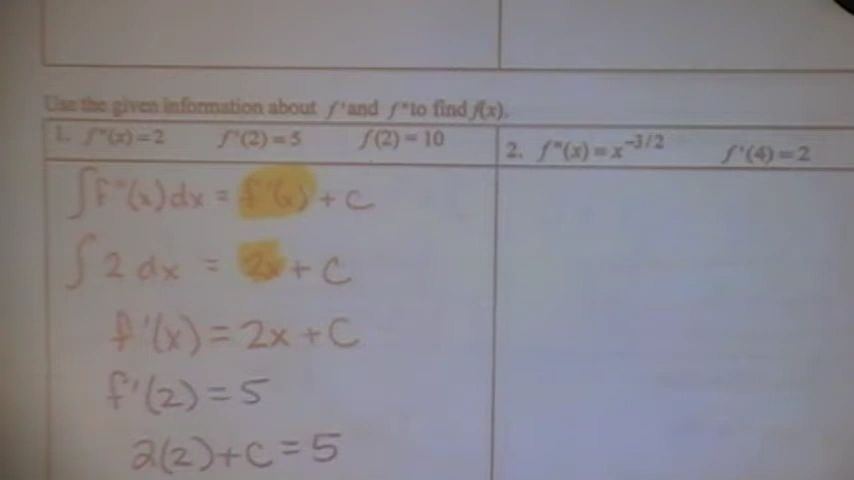 Use the given information about f' and f" to find f(x).
1. f"(x) = 2 f'(2) = 5 f(2) = 10
2. f"(x) = x^{-3/2} f'(4) = 2
∫f"(x)dx = f'(x) + C
∫2 dx = 2x + C
f'(x) = 2x + C
f'(2) = 5
2(2)+C = 5